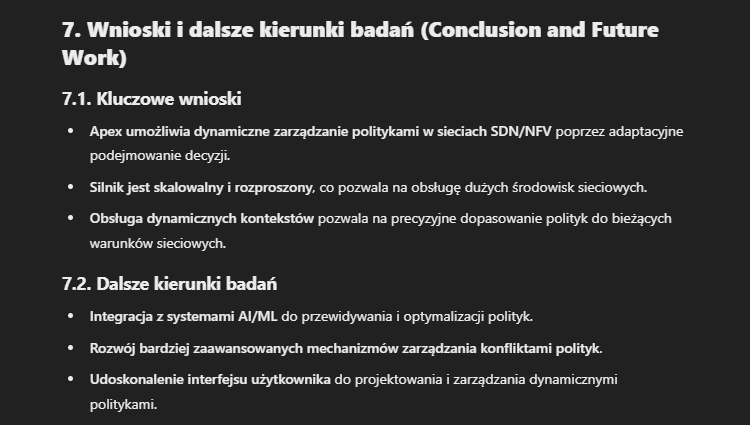 7. Wnioski i dalsze kierunki badań (Conclusion and Future
Work)
7.1. Kluczowe wnioski
• Apex umożliwia dynamiczne zarządzanie politykami w sieciach SDN/NFV poprzez adaptacyjne
podejmowanie decyzji.
• Silnik jest skalowalny i rozproszony, co pozwala na obsługę dużych środowisk sieciowych.
• Obsługa dynamicznych kontekstów pozwala na precyzyjne dopasowanie polityk do bieżących
warunków sieciowych.
7.2. Dalsze kierunki badań
• Integracja z systemami AI/ML do przewidywania i optymalizacji polityk.
• Rozwój bardziej zaawansowanych mechanizmów zarządzania konfliktami polityk.
• Udoskonalenie interfejsu użytkownika do projektowania i zarządzania dynamicznymi
politykami.